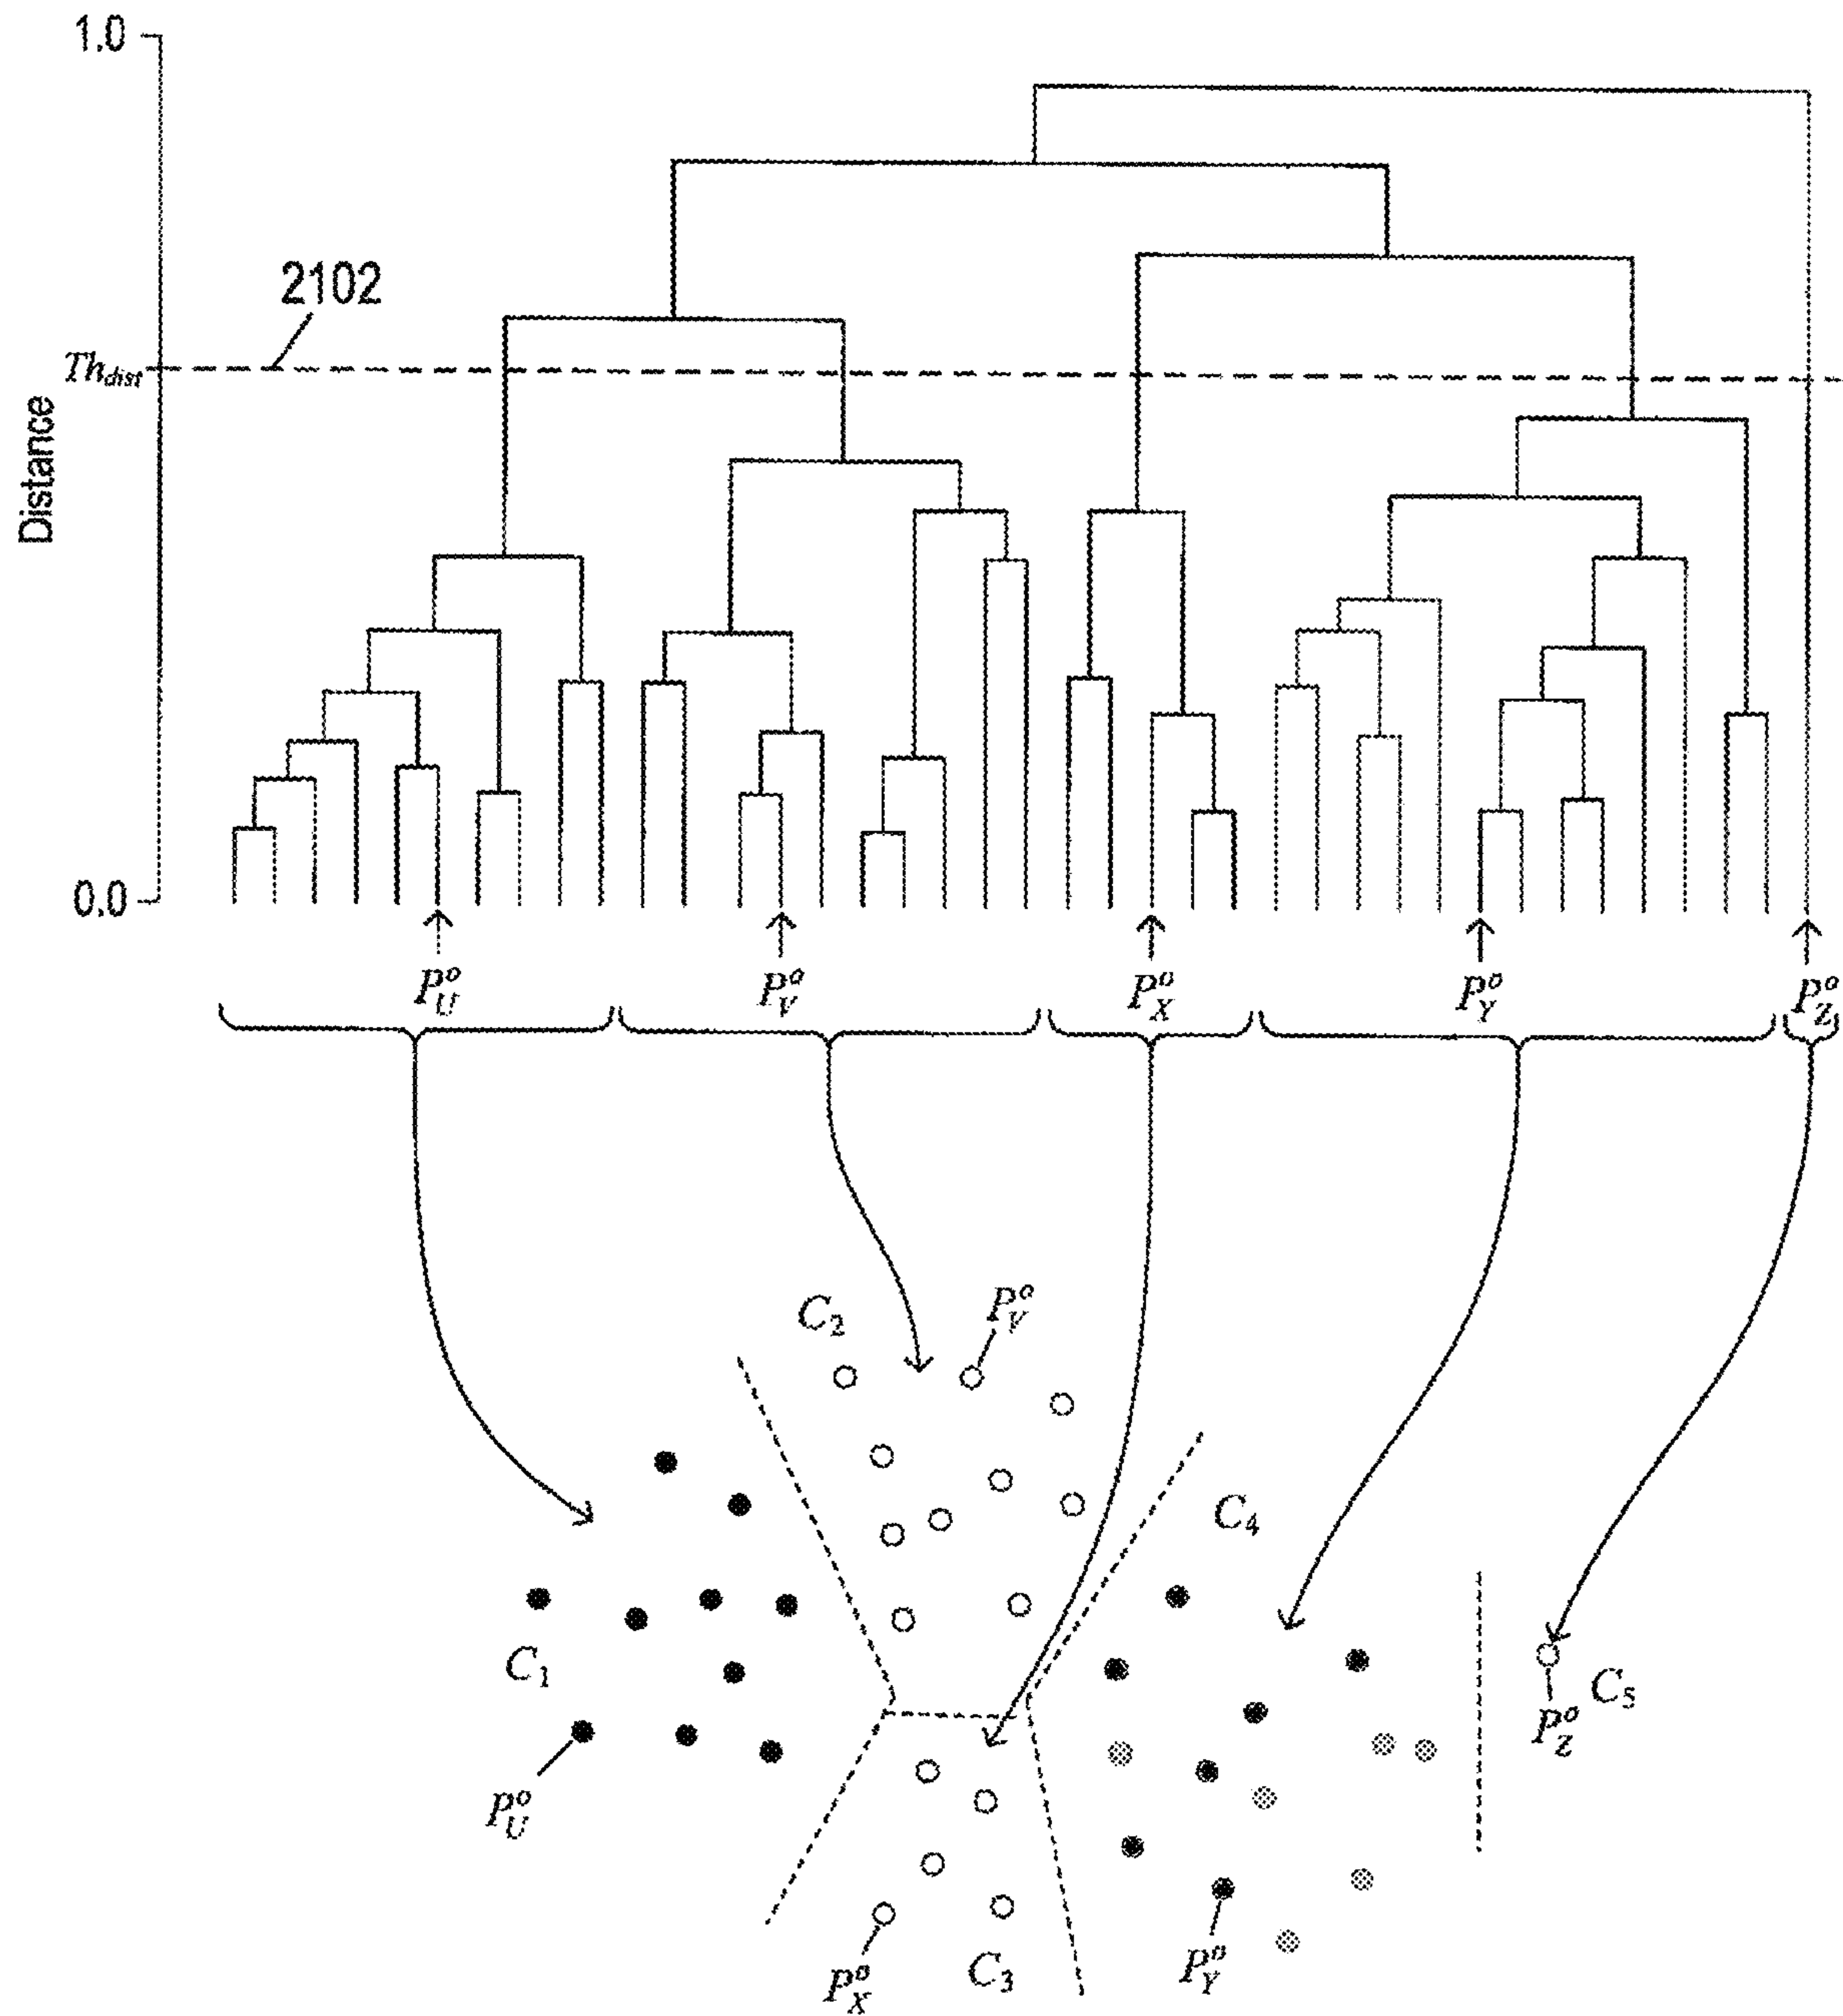 1.0
2102
Th_dist
Distance
0.0
P_U^o
P_V^o
P_X^o
P_Y^o
P_Z^o
C_2
P_V^o
C_4
C_1
C_5
P_Z^o
P_U^o
P_X^o
C_3
P_Y^o